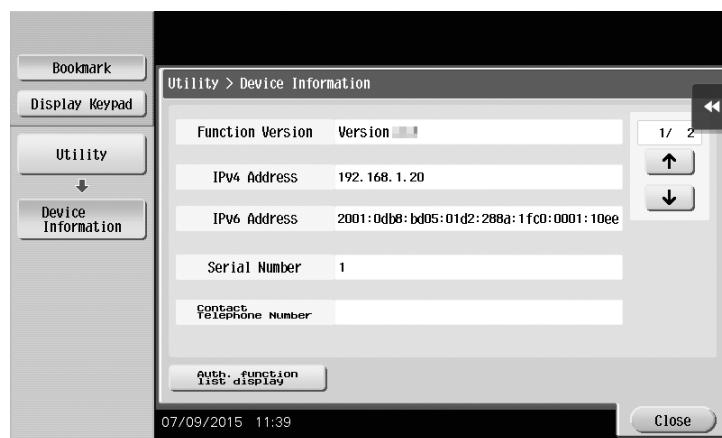 Bookmark
Display Keypad
Utility
Device
Information
Utility > Device Information
Function Version Version
1/ 2
IPv4 Address 192.168.1.20
IPv6 Address 2001:0db8:bd05:01d2:288a:1fc0:0001:10ee
Serial Number 1
Contact
Telephone Number
Auth. function
list display
07/09/2015 11:39
Close